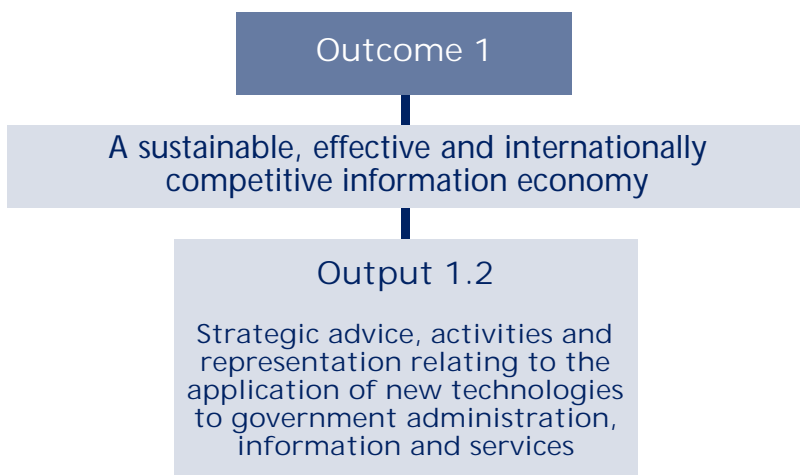 Outcome 1
A sustainable, effective and internationally
competitive information economy
Output 1.2
Strategic advice, activities and
representation relating to the
application of new technologies
to government administration,
information and services